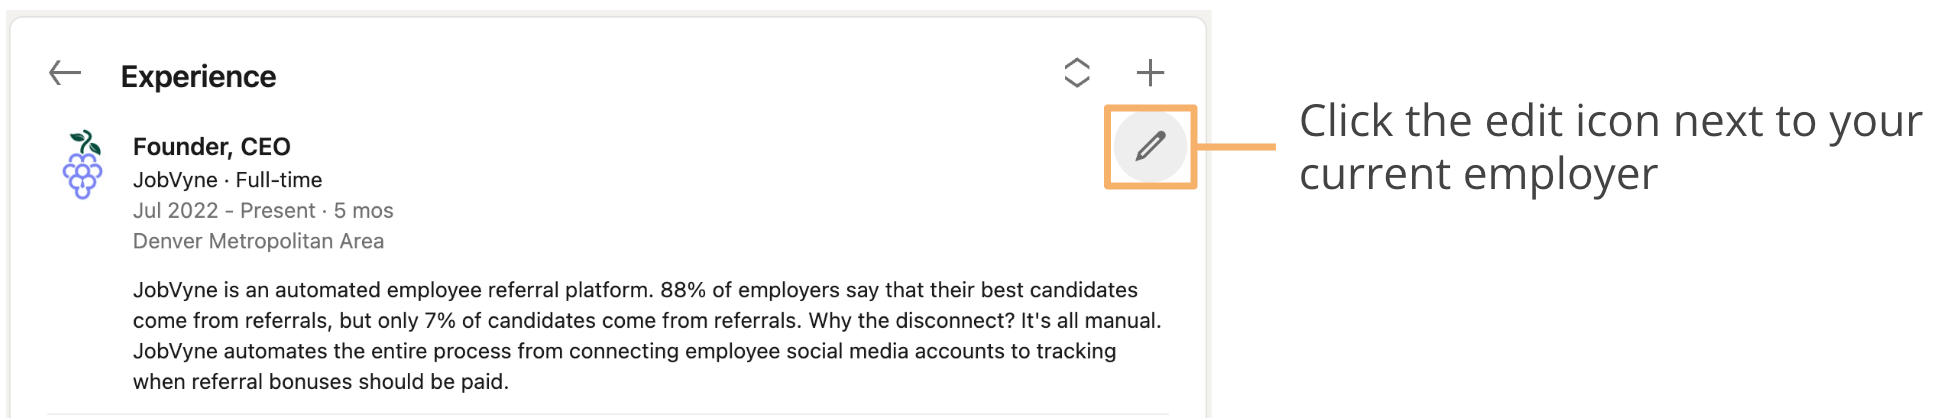 Experience
Founder, CEO
JobVyne · Full-time
Jul 2022 - Present · 5 mos
Denver Metropolitan Area
JobVyne is an automated employee referral platform. 88% of employers say that their best candidates
come from referrals, but only 7% of candidates come from referrals. Why the disconnect? It's all manual.
JobVyne automates the entire process from connecting employee social media accounts to tracking
when referral bonuses should be paid.
Click the edit icon next to your
current employer